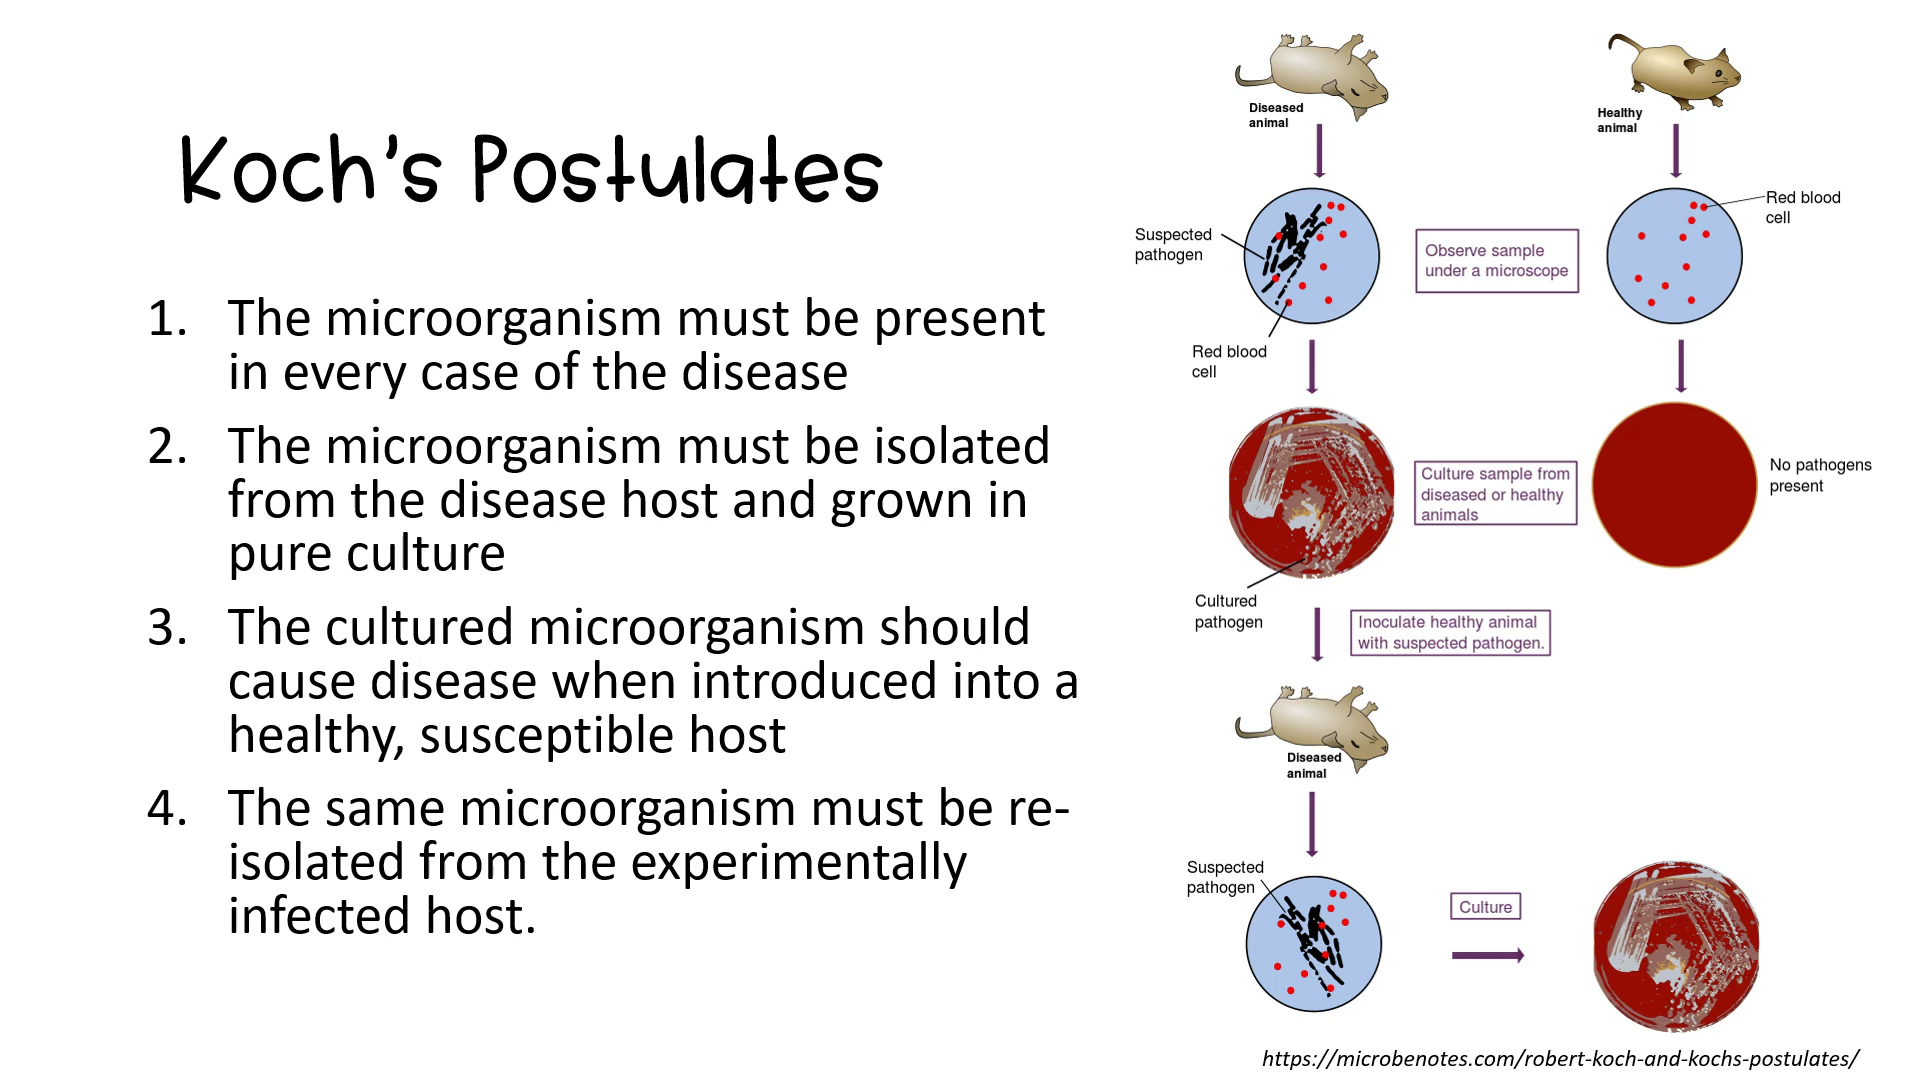 Koch's Postulates
1. The microorganism must be present
in every case of the disease
2. The microorganism must be isolated
from the disease host and grown in
pure culture
3. The cultured microorganism should
cause disease when introduced into a
healthy, susceptible host
4. The same microorganism must be re-
isolated from the experimentally
infected host.
Diseased
animal
Healthy
animal
Suspected
pathogen
Red blood
cell
Observe sample
under a microscope
Red blood
cell
Culture sample from
diseased or healthy
animals
No pathogens
present
Cultured
pathogen
Inoculate healthy animal
with suspected pathogen.
Diseased
animal
Suspected
pathogen
Culture
https://microbenotes.com/robert-koch-and-kochs-postulates/